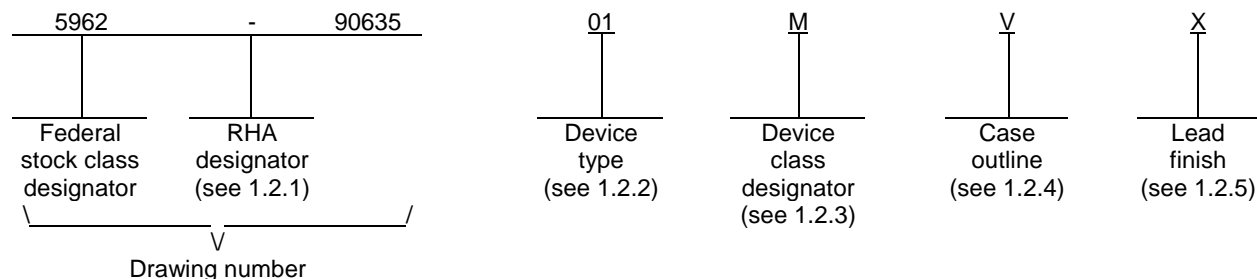 5962 - 90635 01 M V X
Federal stock class designator
RHA designator (see 1.2.1)
Device type (see 1.2.2)
Device class designator (see 1.2.3)
Case outline (see 1.2.4)
Lead finish (see 1.2.5)
\ /
\/
Drawing number